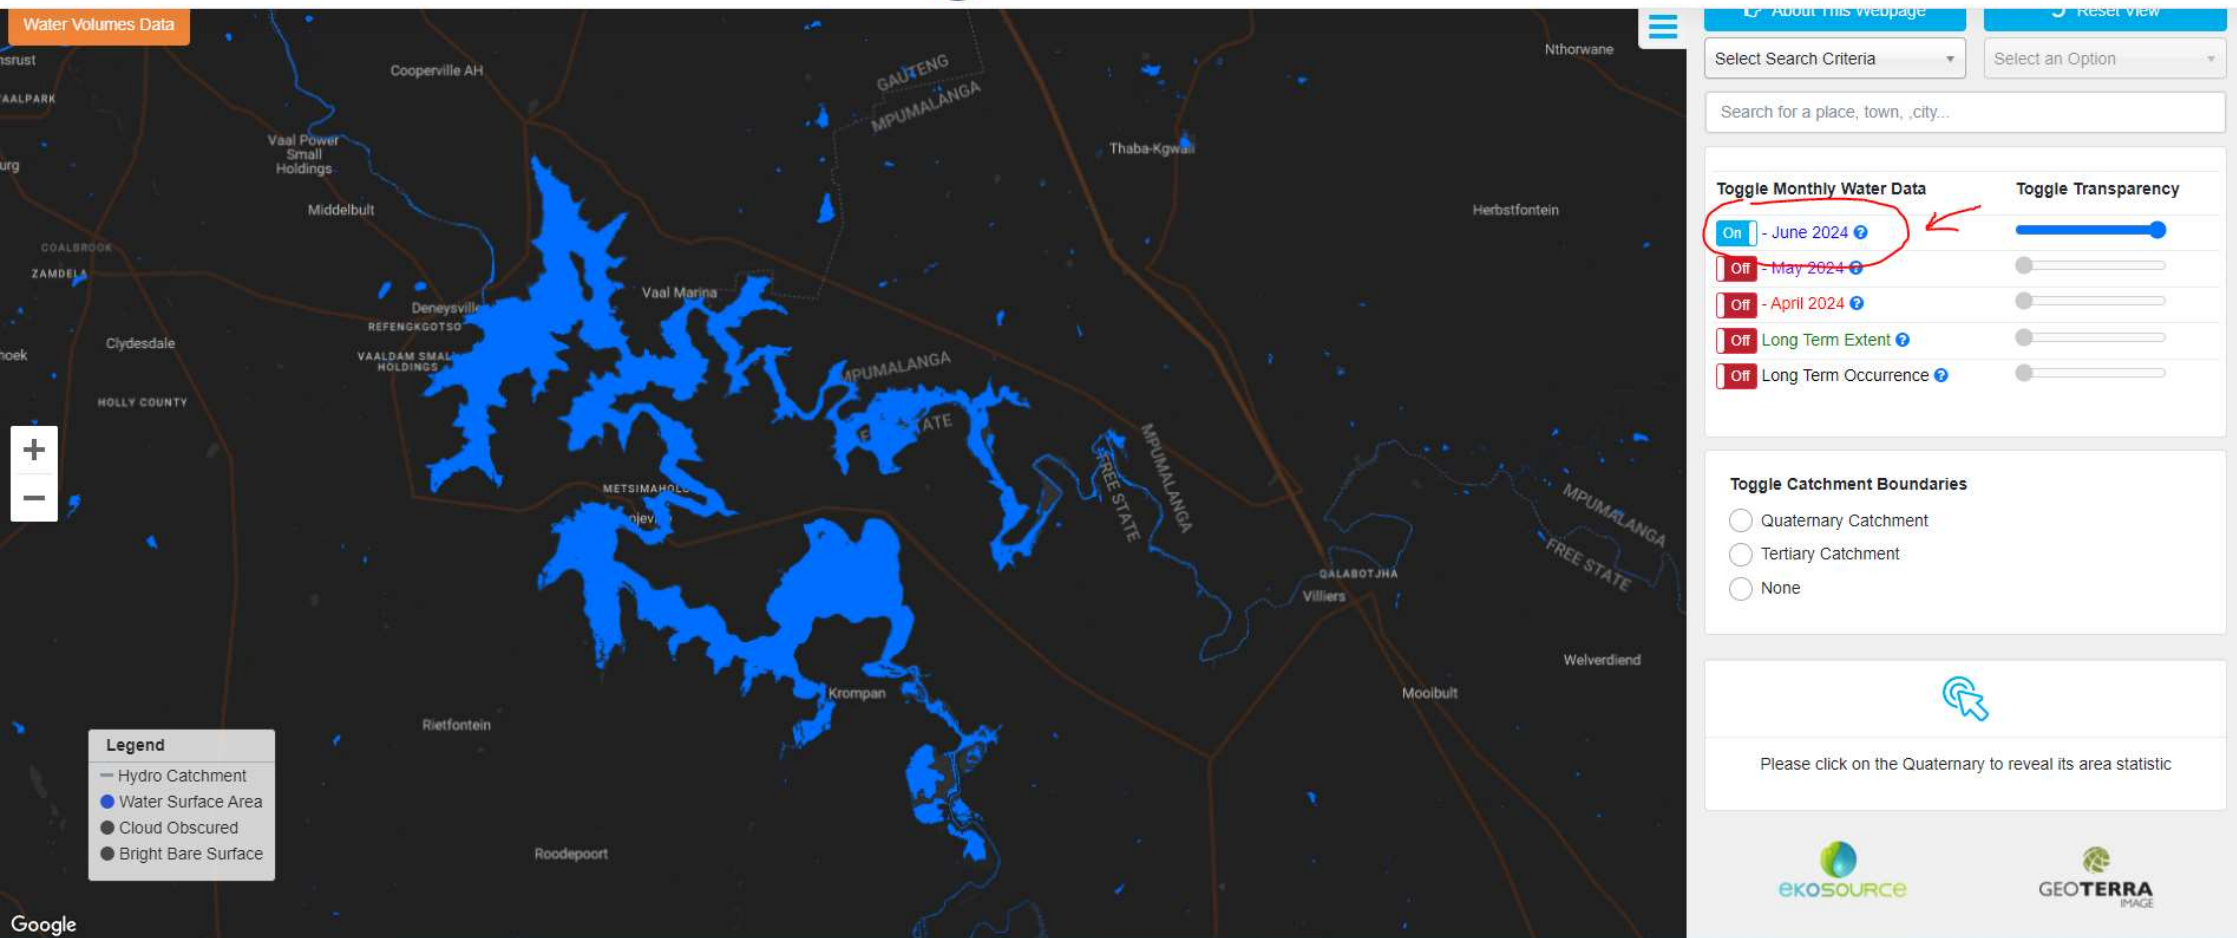 Water Volumes Data
About This Webpage
Reset View
Select Search Criteria
Select an Option
Search for a place, town, ,city...
Toggle Monthly Water Data
Toggle Transparency
On - June 2024
Off - May 2024
Off - April 2024
Off Long Term Extent
Off Long Term Occurrence
Toggle Catchment Boundaries
Quaternary Catchment
Tertiary Catchment
None
Please click on the Quaternary to reveal its area statistic
EKOSOURCE
GEOTERRA
IMAGE
Cooperville AH
GAUTENG
MPUMALANGA
Nthorwane
Vaal Power
Small
Holdings
Thaba-Kgwali
Middelbult
Herbstfontein
COALBROOK
ZAMDELA
Vaal Marina
Deneysville
REFENGKGOTSO
Clydesdale
VAALDAM SMALL
HOLDINGS
MPUMALANGA
HOLLY COUNTY
STATE
MPUMALANGA
FREE STATE
METSIMAHOLO
MPUMALANGA
FREE STATE
QALABOTJHA
Villiers
Welverdiend
Krompan
Mooibult
Rietfontein
Roodepoort
+
−
Legend
Hydro Catchment
Water Surface Area
Cloud Obscured
Bright Bare Surface
Google